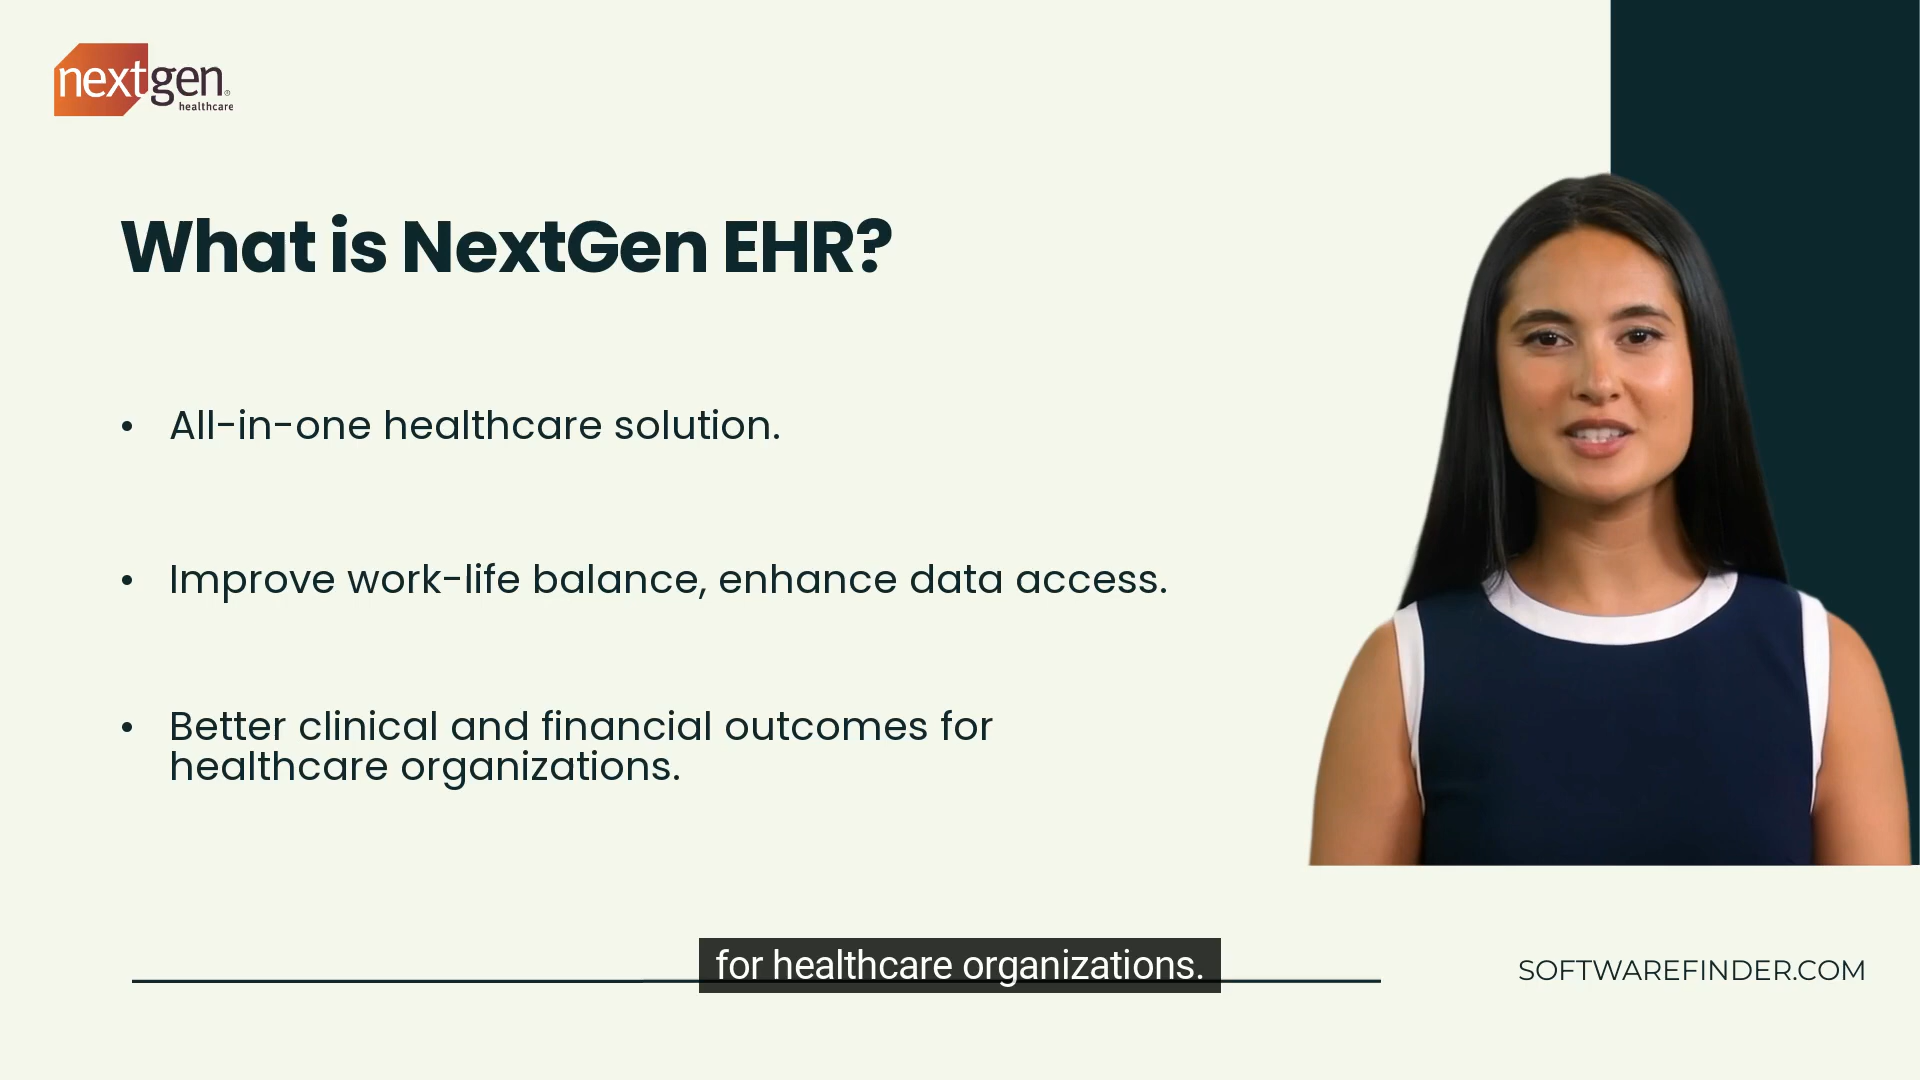 nextgen®
healthcare
What is NextGen EHR?
• All-in-one healthcare solution.
• Improve work-life balance, enhance data access.
• Better clinical and financial outcomes for
healthcare organizations.
for healthcare organizations.
SOFTWAREFINDER.COM